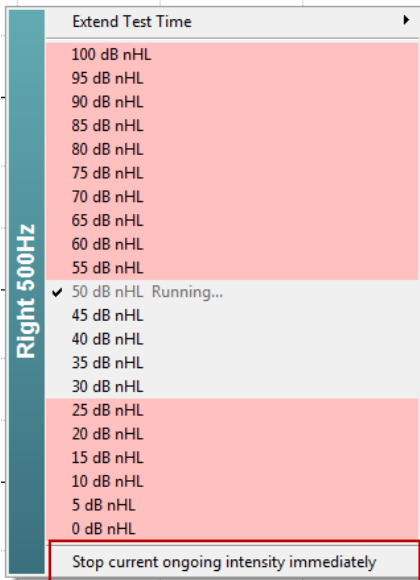 Extend Test Time
100 dB nHL
95 dB nHL
90 dB nHL
85 dB nHL
80 dB nHL
75 dB nHL
70 dB nHL
65 dB nHL
60 dB nHL
55 dB nHL
50 dB nHL Running...
45 dB nHL
40 dB nHL
35 dB nHL
30 dB nHL
25 dB nHL
20 dB nHL
15 dB nHL
10 dB nHL
5 dB nHL
0 dB nHL
Stop current ongoing intensity immediately
Right 500Hz